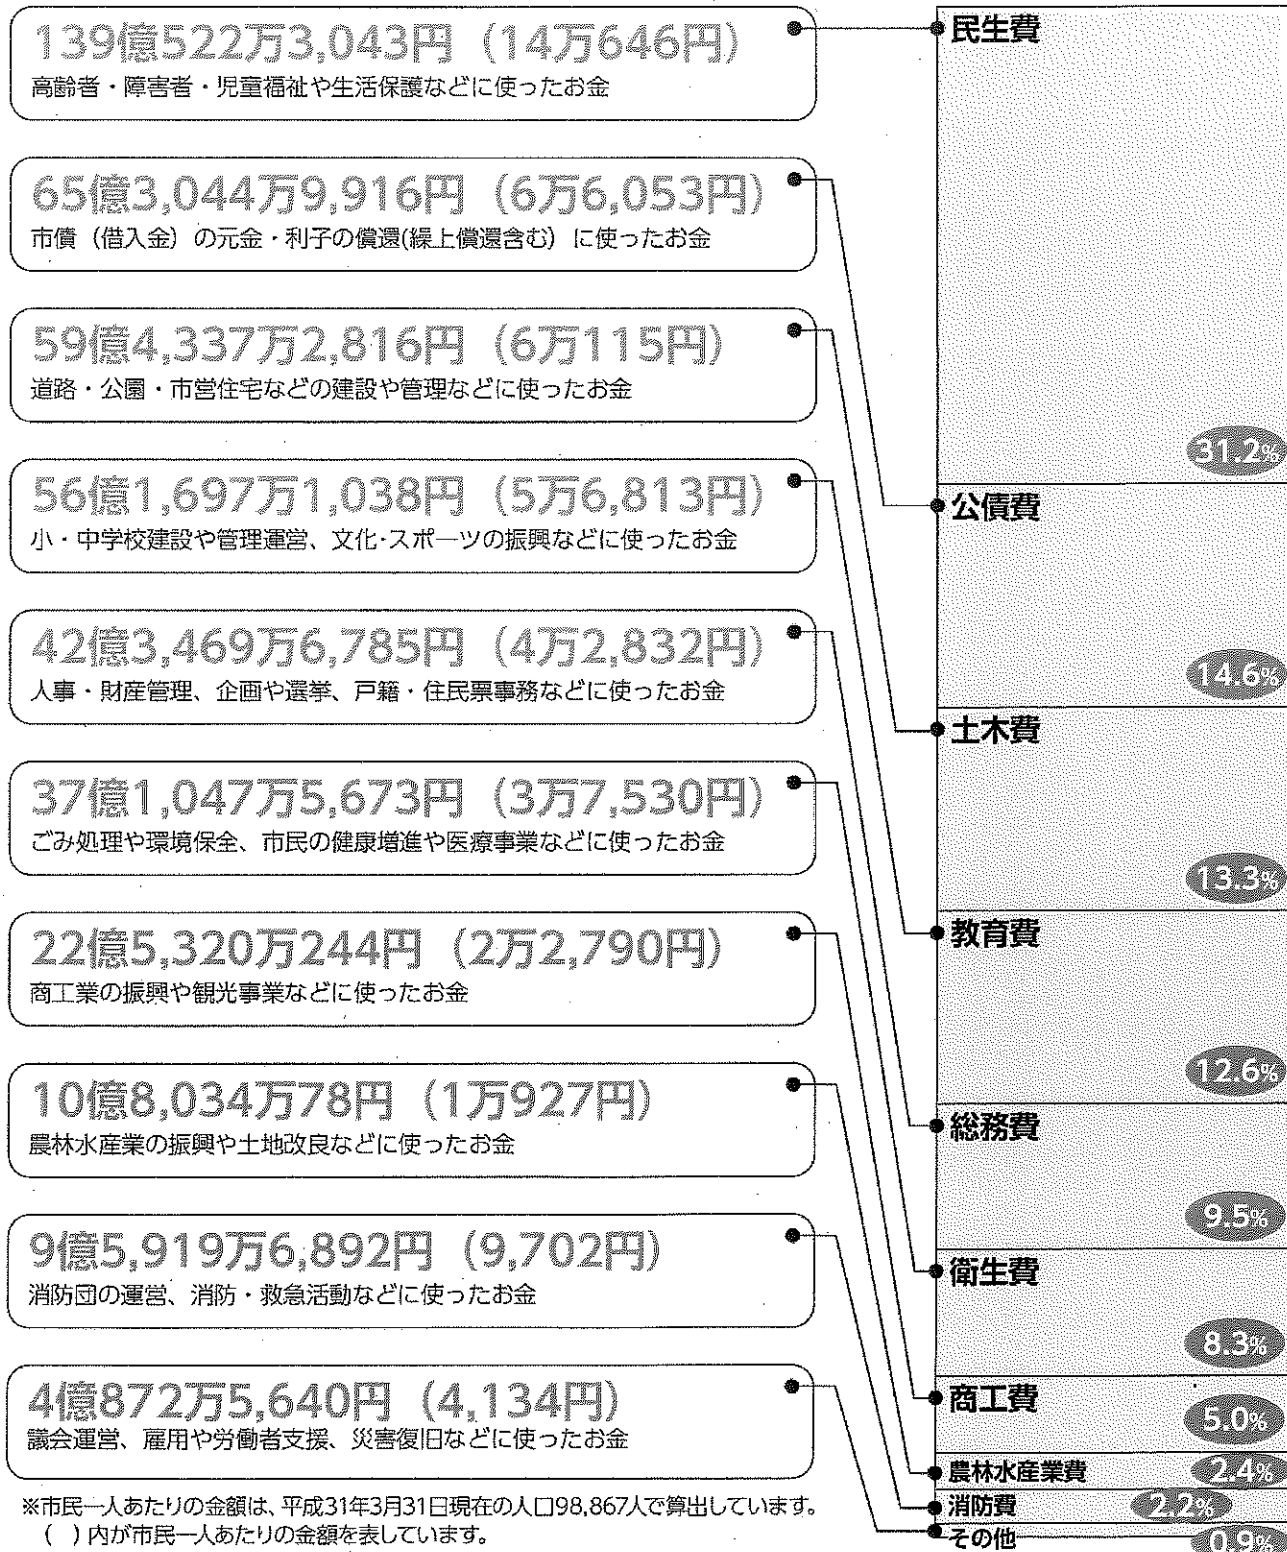 139億522万3,043円 (14万646円)
高齢者・障害者・児童福祉や生活保護などに使ったお金
65億3,044万9,916円 (6万6,053円)
市債（借入金）の元金・利子の償還(繰上償還含む）に使ったお金
59億4,337万2,816円 (6万115円)
道路・公園・市営住宅などの建設や管理などに使ったお金
56億1,697万1,038円 (5万6,813円)
小・中学校建設や管理運営、文化・スポーツの振興などに使ったお金
42億3,469万6,785円 (4万2,832円)
人事・財産管理、企画や選挙、戸籍・住民票事務などに使ったお金
37億1,047万5,673円 (3万7,530円)
ごみ処理や環境保全、市民の健康増進や医療事業などに使ったお金
22億5,320万244円 (2万2,790円)
商工業の振興や観光事業などに使ったお金
10億8,034万78円 (1万927円)
農林水産業の振興や土地改良などに使ったお金
9億5,919万6,892円 (9,702円)
消防団の運営、消防・救急活動などに使ったお金
4億872万5,640円 (4,134円)
議会運営、雇用や労働者支援、災害復旧などに使ったお金
※市民一人あたりの金額は、平成31年3月31日現在の人口98,867人で算出しています。
（ ）内が市民一人あたりの金額を表しています。
民生費
31.2%
公債費
14.6%
土木費
13.3%
教育費
12.6%
総務費
9.5%
衛生費
8.3%
商工費
5.0%
農林水産業費
2.4%
消防費
2.2%
その他
0.9%